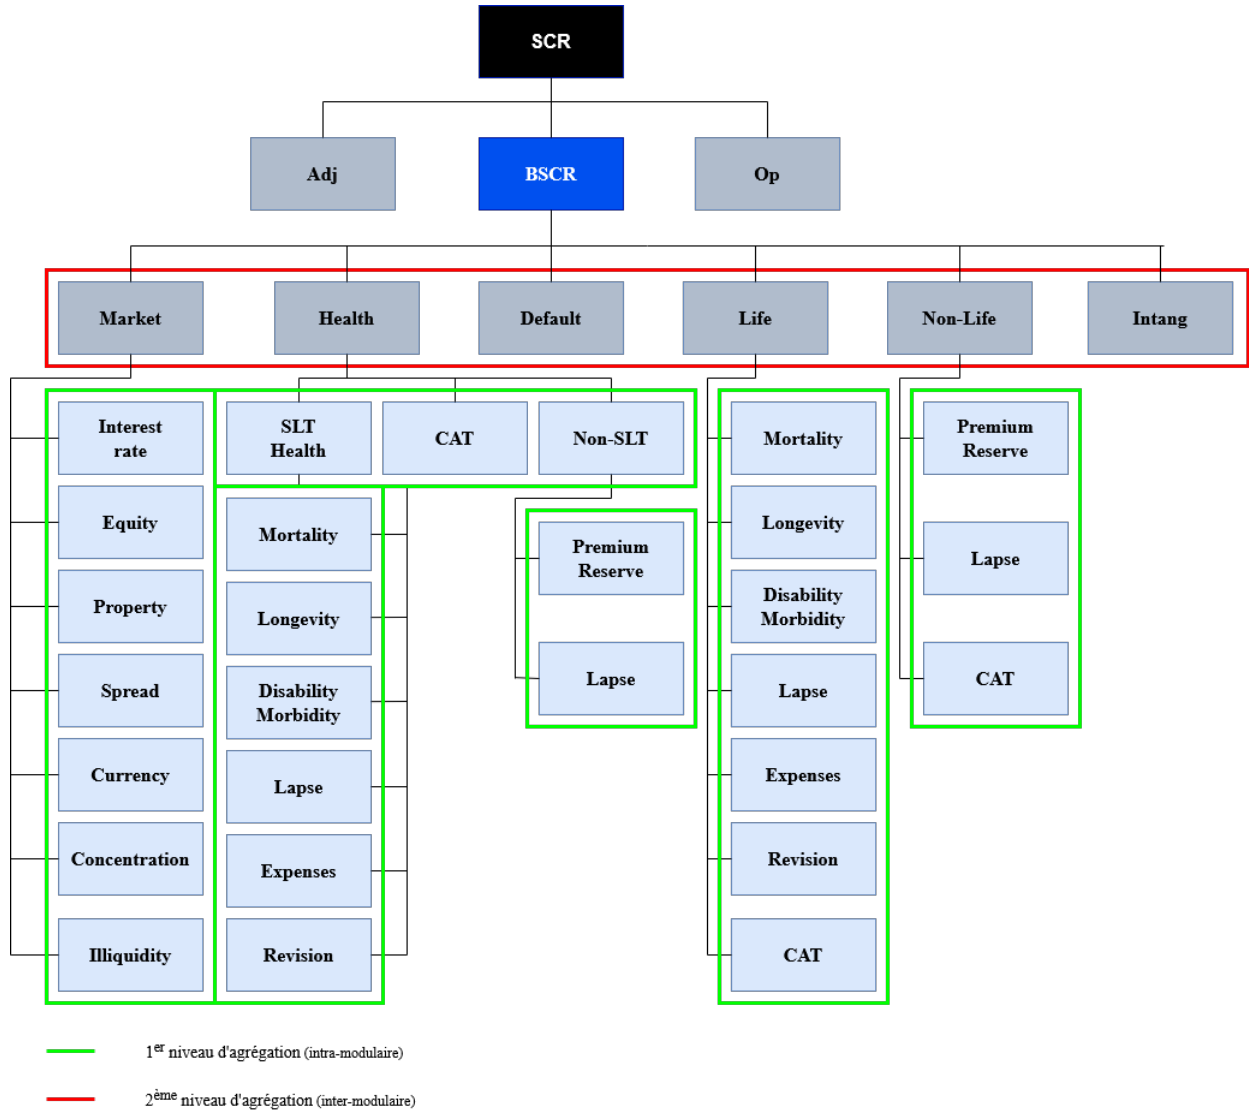 SCR
Adj
BSCR
Op
Market
Health
Default
Life
Non-Life
Intang
Interest
rate
Equity
Property
Spread
Currency
Concentration
Illiquidity
SLT
Health
CAT
Non-SLT
Mortality
Longevity
Disability
Morbidity
Lapse
Expenses
Revision
Premium
Reserve
Lapse
Mortality
Longevity
Disability
Morbidity
Lapse
Expenses
Revision
CAT
Premium
Reserve
Lapse
CAT
1er niveau d'agrégation (intra-modulaire)
2ème niveau d'agrégation (inter-modulaire)